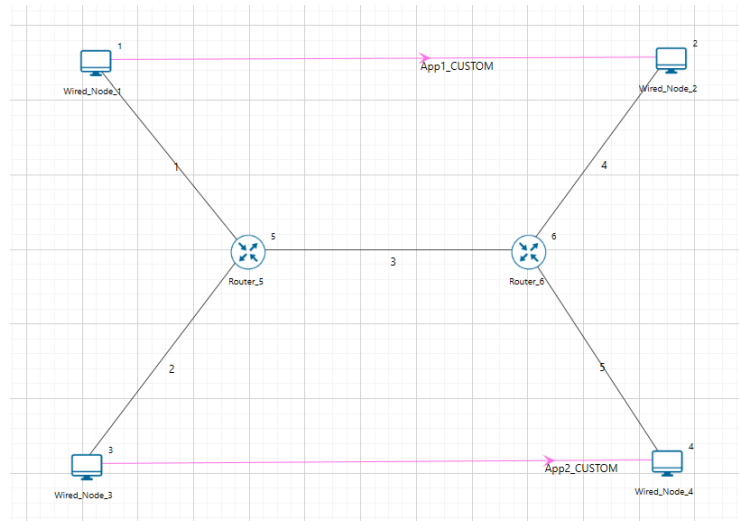 1
2
App1_CUSTOM
Wired_Node_1
Wired_Node_2
1
4
5
6
3
Router_5
Router_6
2
5
3
4
App2_CUSTOM
Wired_Node_3
Wired_Node_4